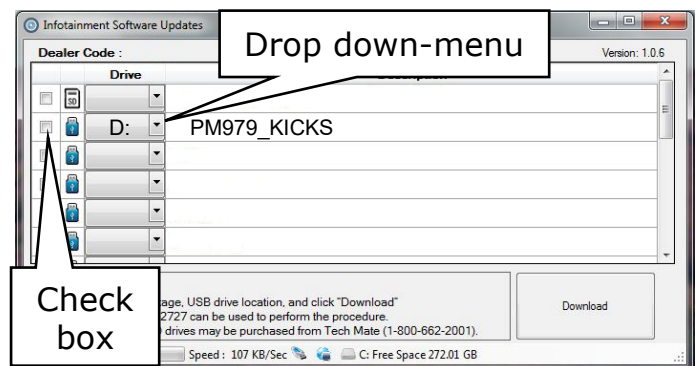 Infotainment Software Updates
Drop down-menu
Dealer Code :
Version: 1.0.6
Drive
SD
D: PM979_KICKS
Check
box
age, USB drive location, and click "Download"
2727 can be used to perform the procedure.
drives may be purchased from Tech Mate (1-800-662-2001).
Download
Speed : 107 KB/Sec C: Free Space 272.01 GB